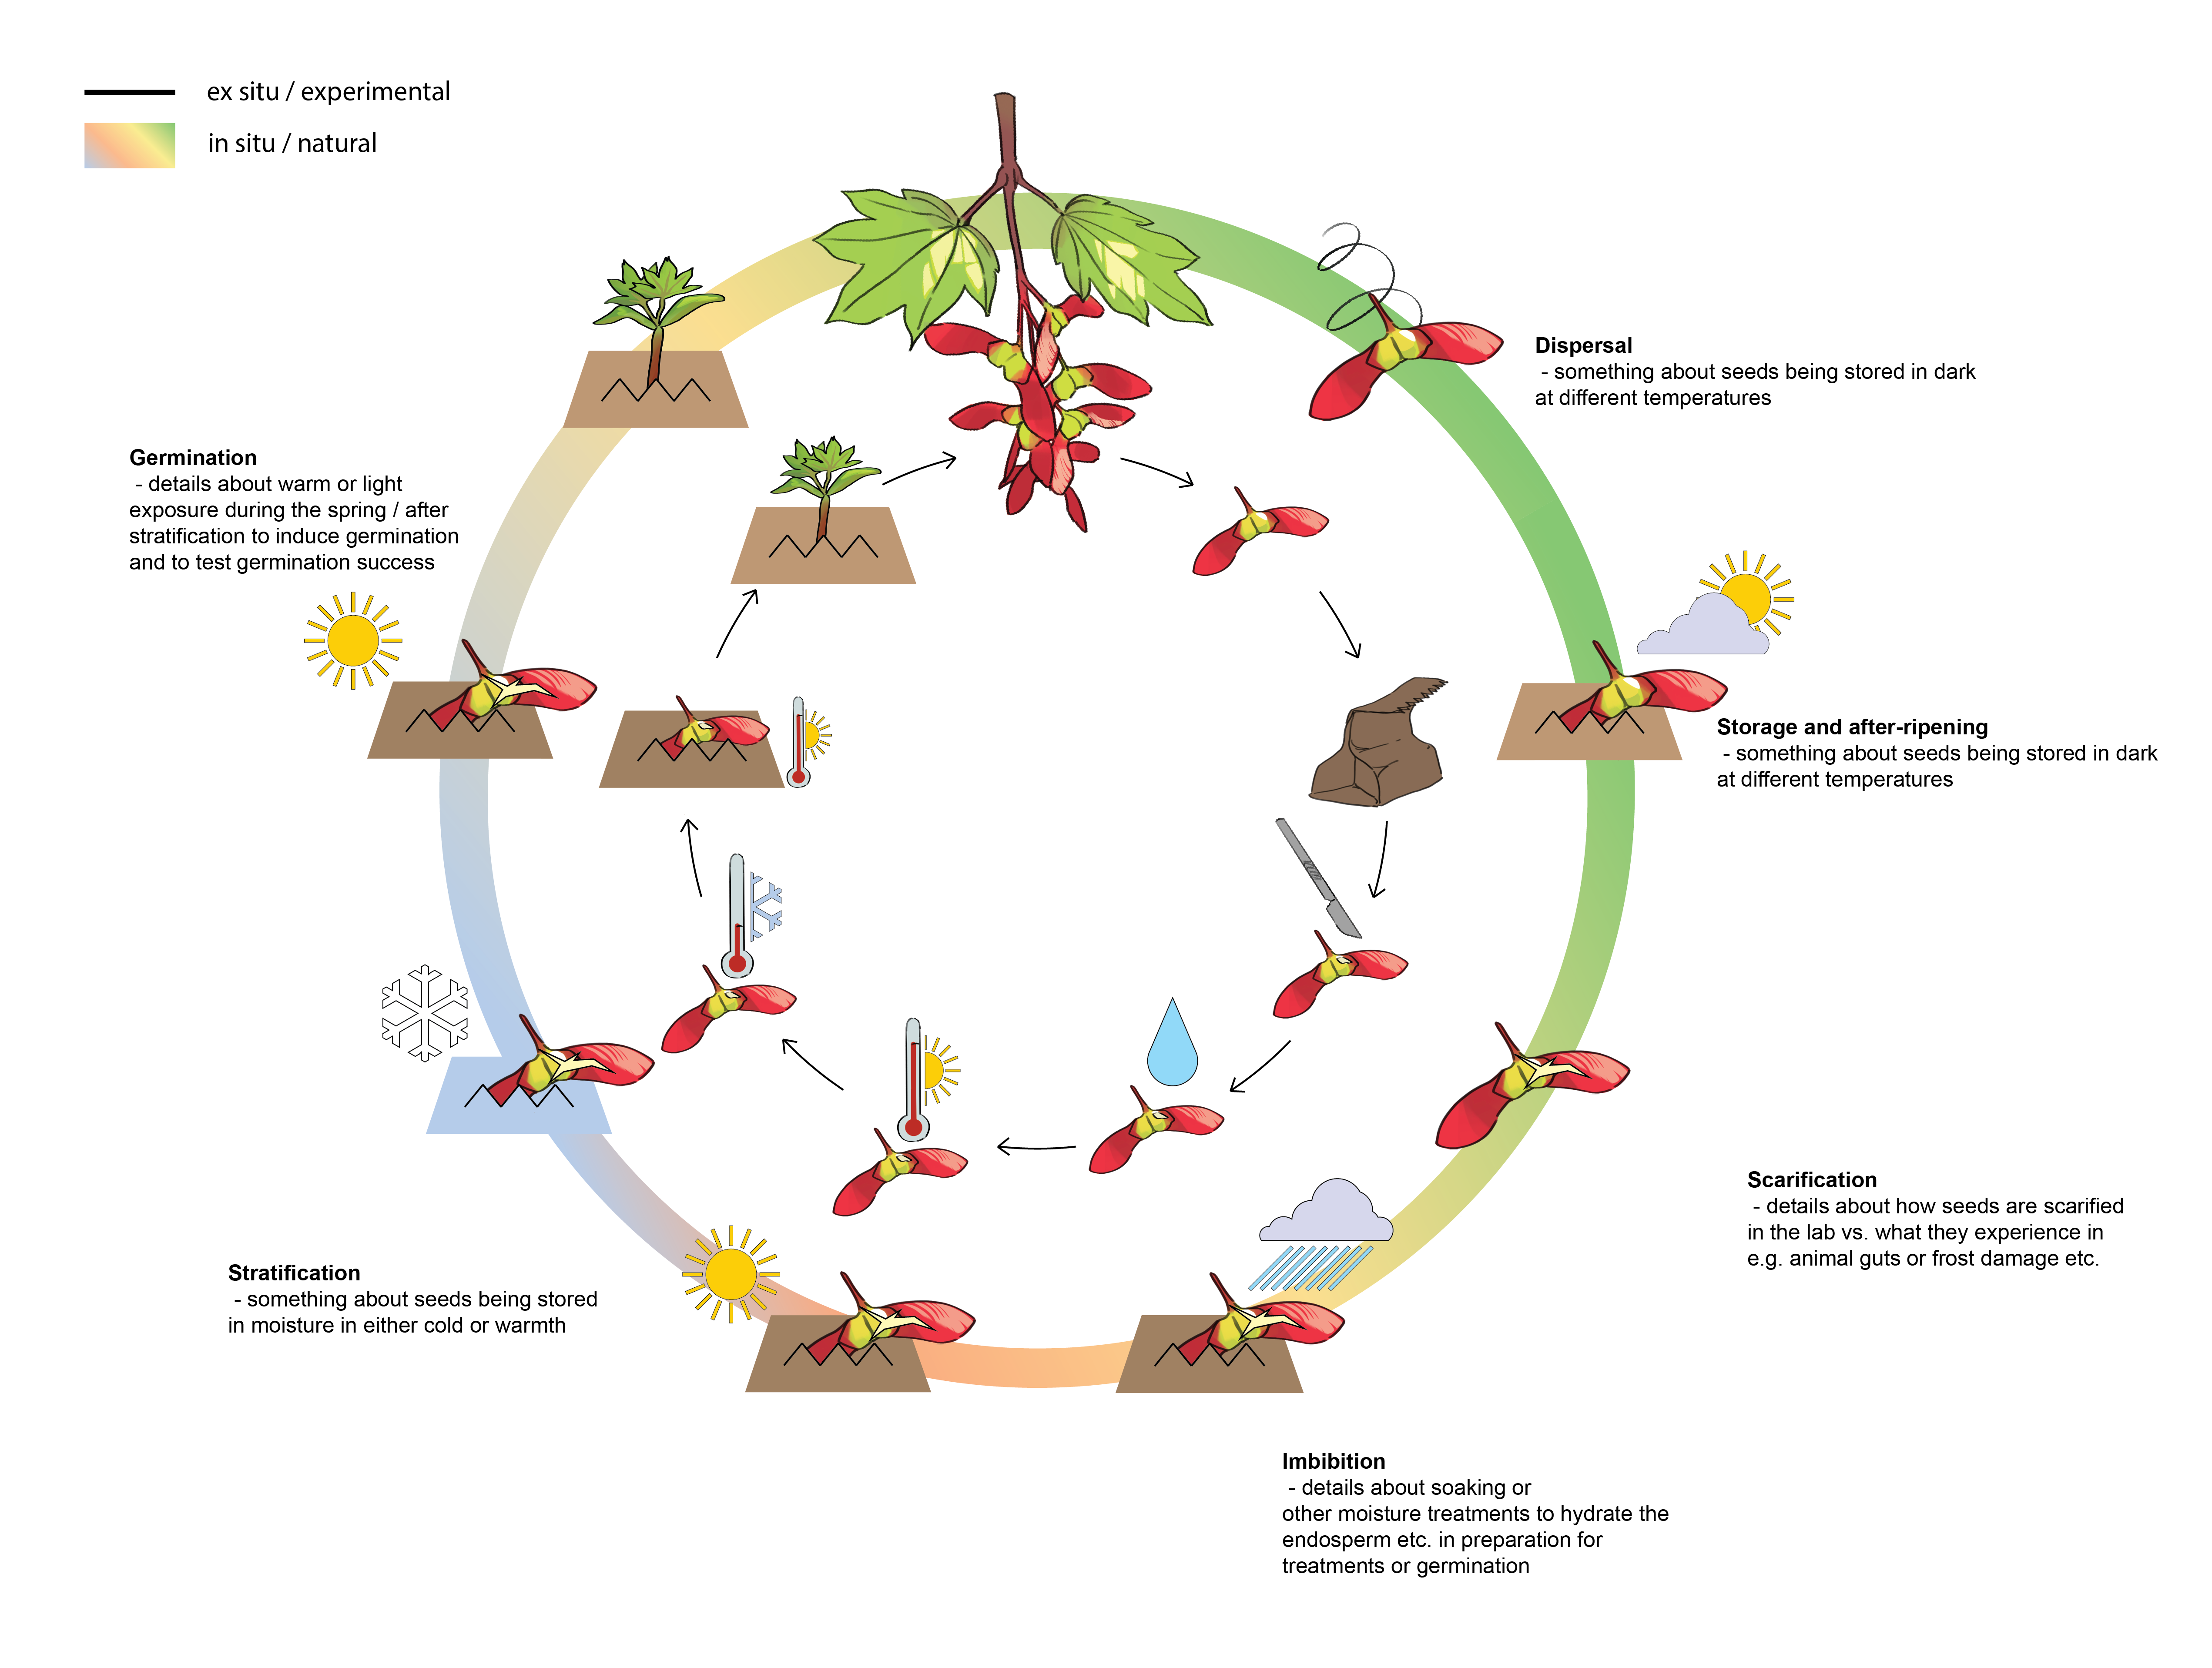 ex situ / experimental
in situ / natural
Dispersal
- something about seeds being stored in dark
at different temperatures
Germination
- details about warm or light
exposure during the spring / after
stratification to induce germination
and to test germination success
Storage and after-ripening
- something about seeds being stored in dark
at different temperatures
Scarification
- details about how seeds are scarified
in the lab vs. what they experience in
e.g. animal guts or frost damage etc.
Stratification
- something about seeds being stored
in moisture in either cold or warmth
Imbibition
- details about soaking or
other moisture treatments to hydrate the
endosperm etc. in preparation for
treatments or germination